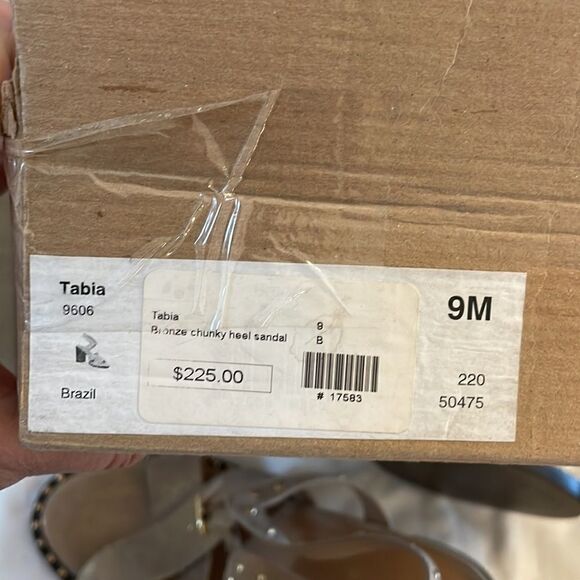 Tabia
9606
Brazil
Tabia
Bronze chunky heel sandal
$225.00
9
B
# 17583
9M
220
50475